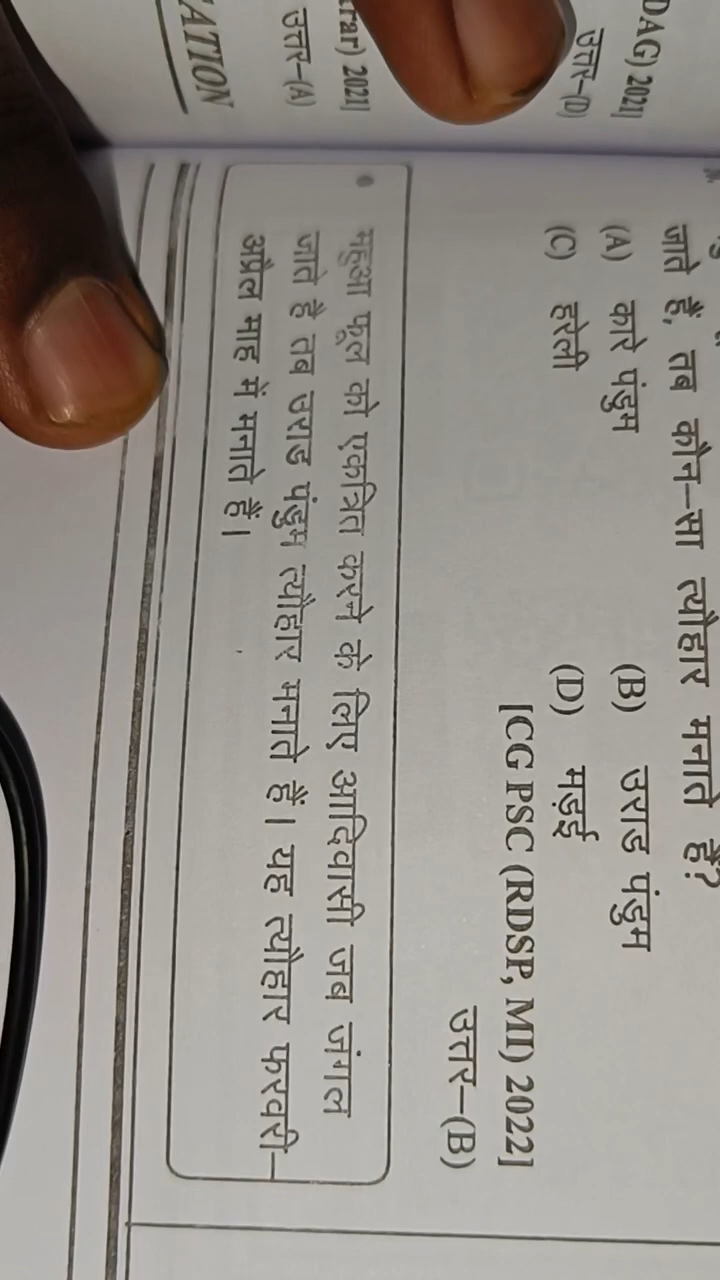 DAG) 2021]
उत्तर–(D)
rar) 2021]
उत्तर–(A)
ATION
जाते हैं, तब कौन–सा त्यौहार मनाते हैं?
(A) कारे पंडुम (B) उराड पंडुम
(C) हरेली (D) मड़ई
[CG PSC (RDSP, MI) 2022]
उत्तर–(B)
• महुआ फूल को एकत्रित करने के लिए आदिवासी जब जंगल
जाते है तब उराड पंडुम त्यौहार मनाते हैं। यह त्यौहार फरवरी–
अप्रैल माह में मनाते हैं।